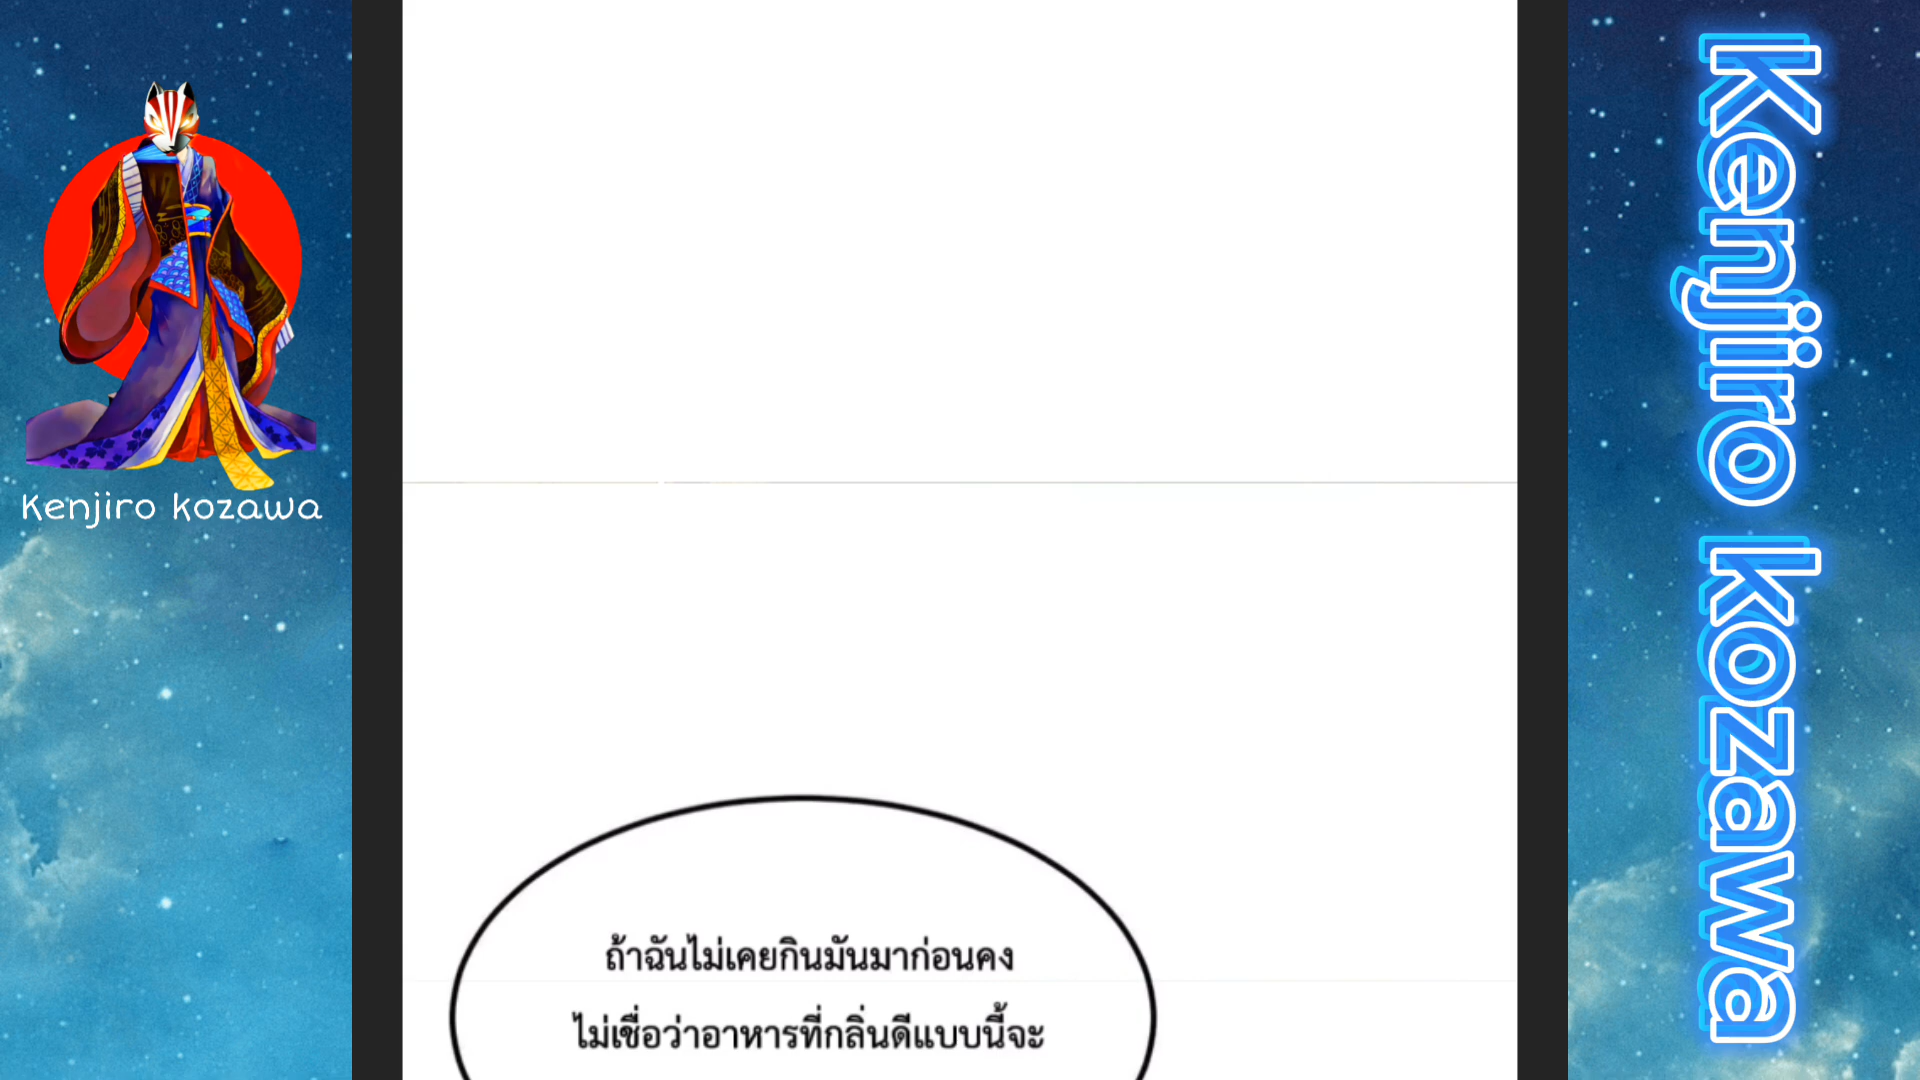 Kenjiro kozawa
ถ้าฉันไม่เคยกินมันมาก่อนคง
ไม่เชื่อว่าอาหารที่กลิ่นดีแบบนี้จะ
Kenjiro kozawa